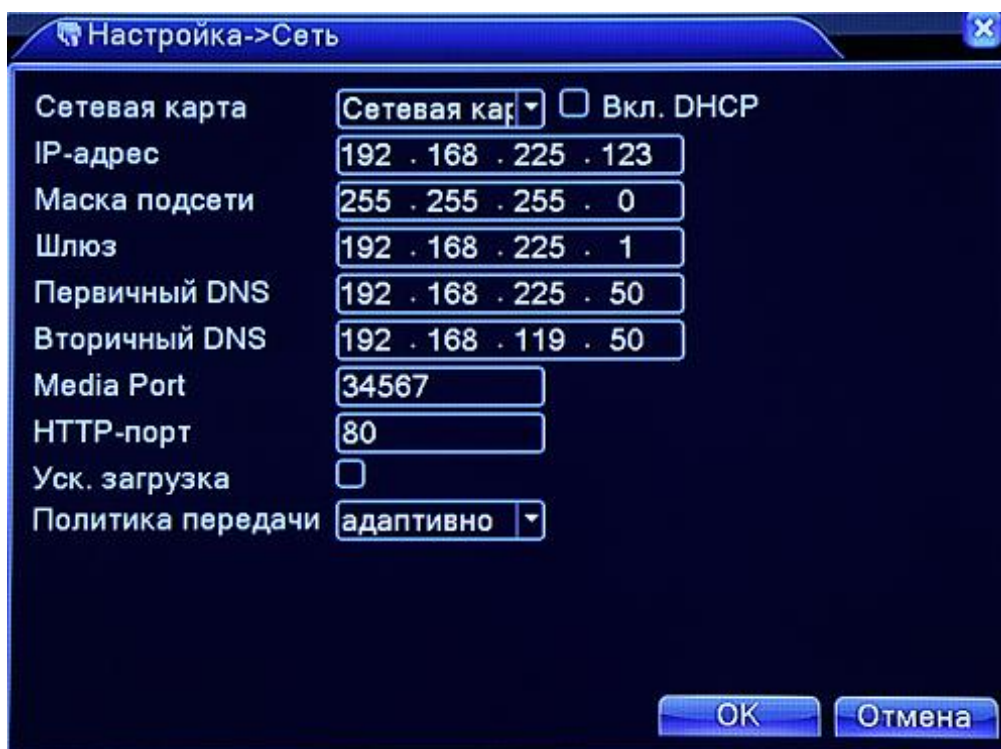 Настройка->Сеть
Сетевая карта Сетевая кар Вкл. DHCP
IP-адрес 192 . 168 . 225 . 123
Маска подсети 255 . 255 . 255 . 0
Шлюз 192 . 168 . 225 . 1
Первичный DNS 192 . 168 . 225 . 50
Вторичный DNS 192 . 168 . 119 . 50
Media Port 34567
HTTP-порт 80
Уск. загрузка
Политика передачи адаптивно
OK Отмена